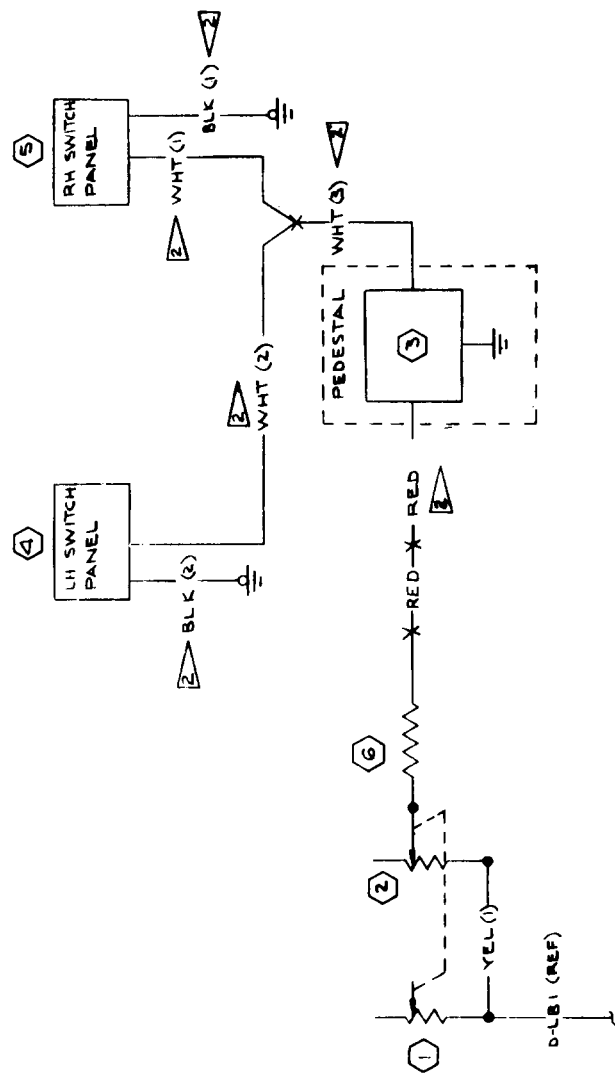 5
RH SWITCH
PANEL
BLK (1)
2
WHT (1)
2
WHT (3)
2
4
LH SWITCH
PANEL
WHT (2)
2
BLK (2)
2
PEDESTAL
3
RED
RED
6
2
YEL (1)
1
D-LB1 (REF)